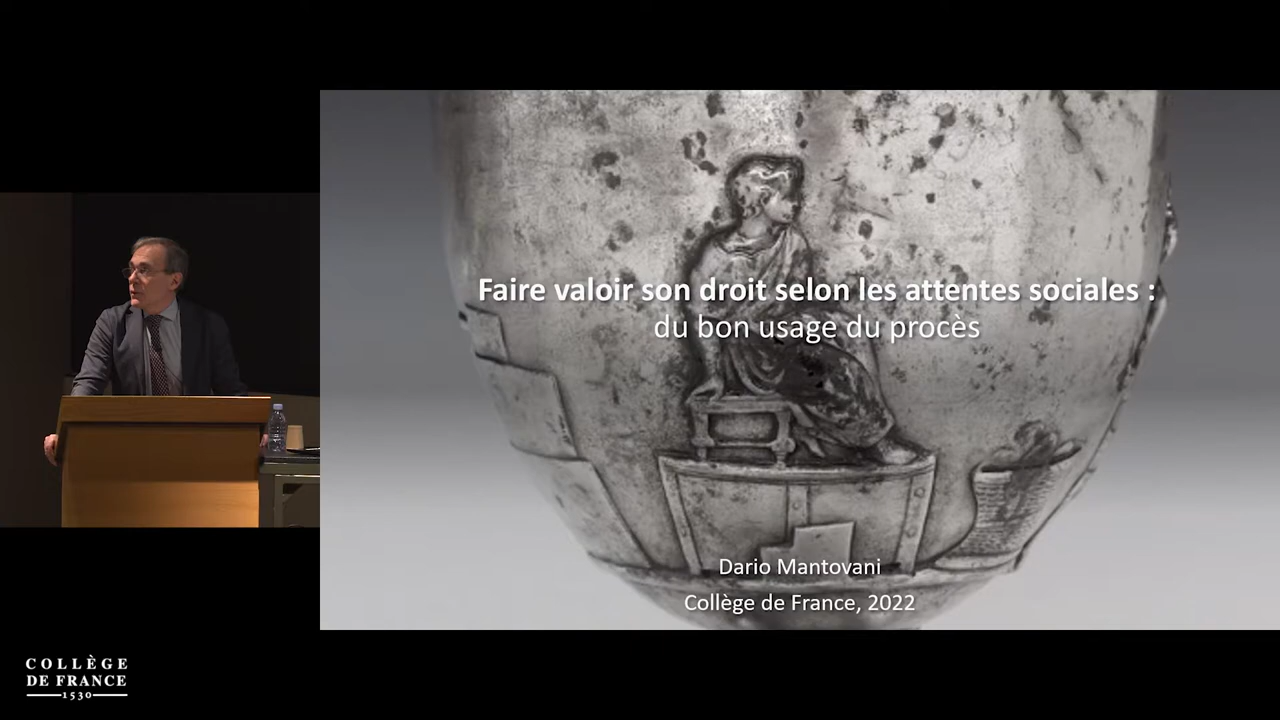 Faire valoir son droit selon les attentes sociales :
du bon usage du procès
Dario Mantovani
Collège de France, 2022
COLLÈGE
DE FRANCE
1530